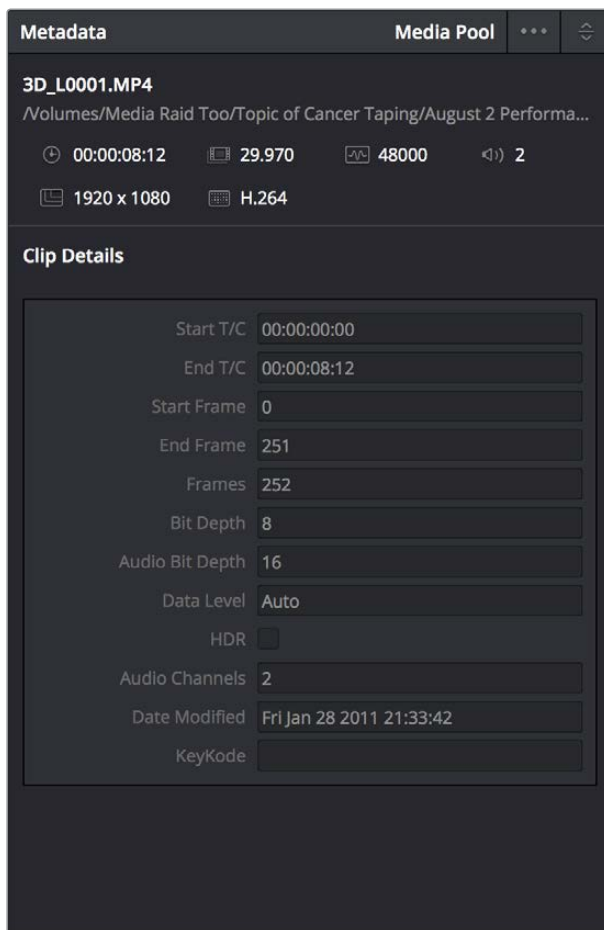 Metadata Media Pool •••
3D_L0001.MP4
/Volumes/Media Raid Too/Topic of Cancer Taping/August 2 Performa...
00:00:08:12 29.970 48000 2
1920 x 1080 H.264
Clip Details
Start T/C 00:00:00:00
End T/C 00:00:08:12
Start Frame 0
End Frame 251
Frames 252
Bit Depth 8
Audio Bit Depth 16
Data Level Auto
HDR
Audio Channels 2
Date Modified Fri Jan 28 2011 21:33:42
KeyKode